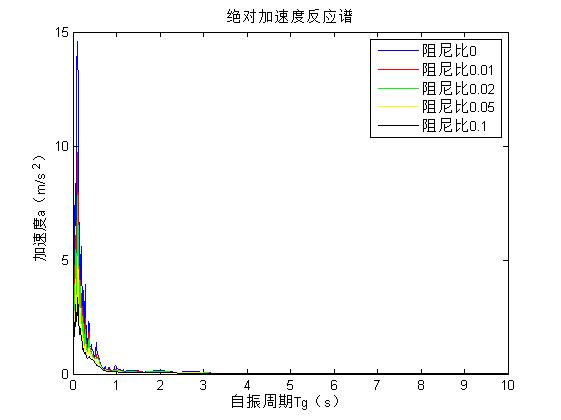 绝对加速度反应谱
阻尼比0
阻尼比0.01
阻尼比0.02
阻尼比0.05
阻尼比0.1
15
10
5
0
加速度a（m/s²）
0 1 2 3 4 5 6 7 8 9 10
自振周期Tg（s）